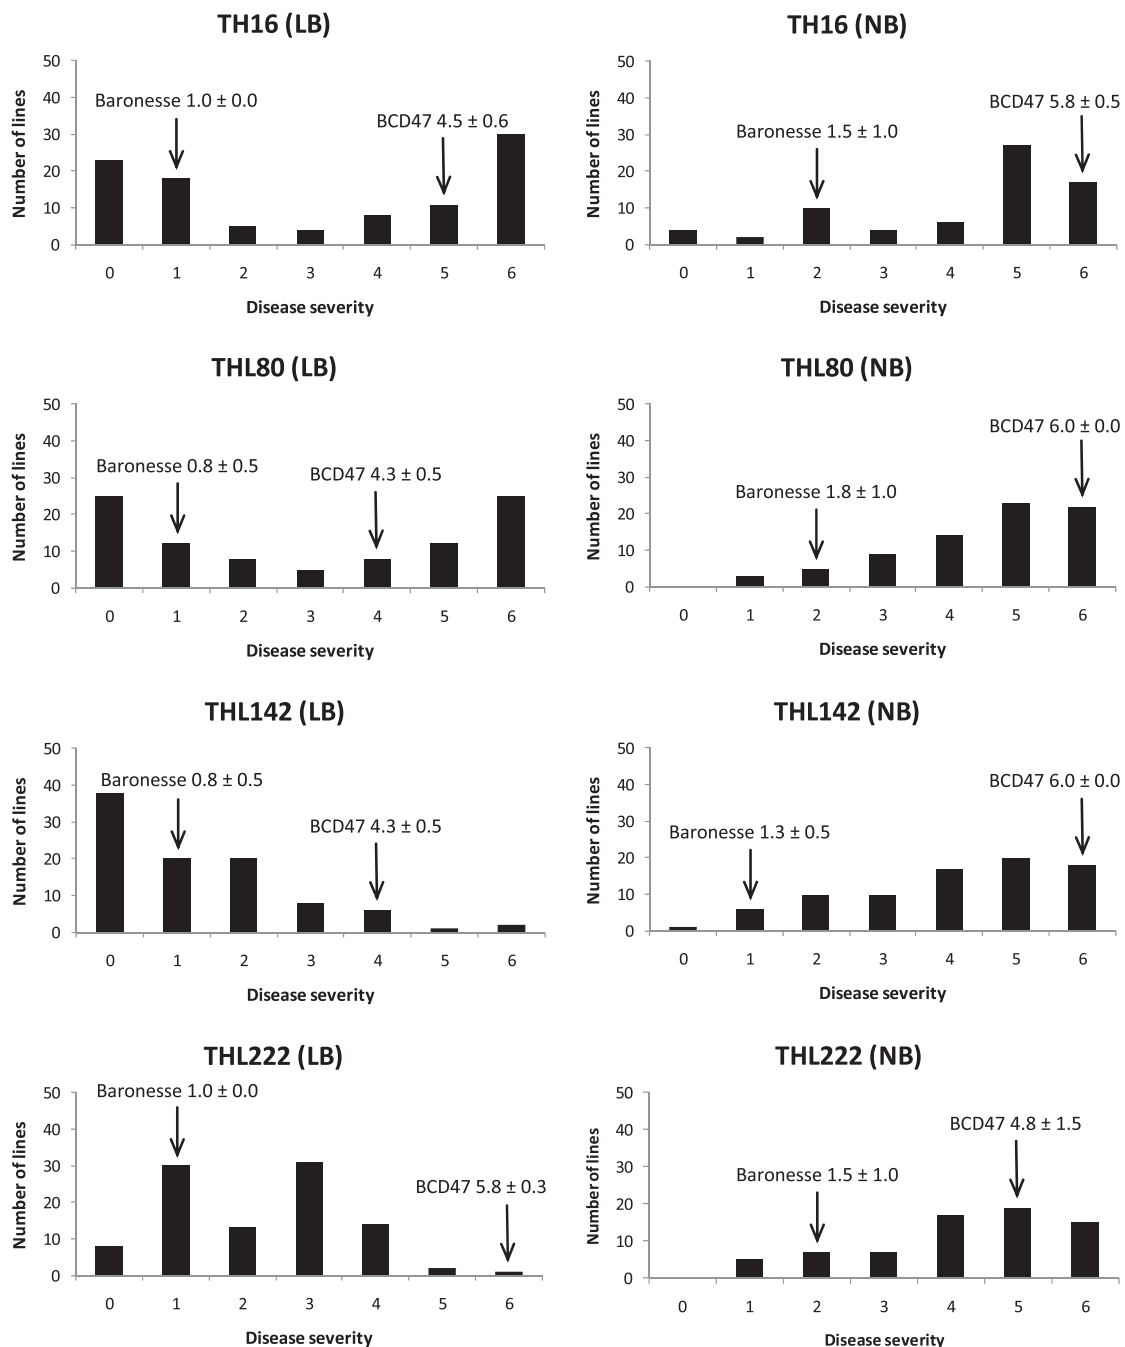 TH16 (LB)
50
40
30
20
10
0
Number of lines
Baronesse 1.0 ± 0.0
BCD47 4.5 ± 0.6
0 1 2 3 4 5 6
Disease severity
TH16 (NB)
50
40
30
20
10
0
Number of lines
Baronesse 1.5 ± 1.0
BCD47 5.8 ± 0.5
0 1 2 3 4 5 6
Disease severity
THL80 (LB)
50
40
30
20
10
0
Number of lines
Baronesse 0.8 ± 0.5
BCD47 4.3 ± 0.5
0 1 2 3 4 5 6
Disease severity
THL80 (NB)
50
40
30
20
10
0
Number of lines
Baronesse 1.8 ± 1.0
BCD47 6.0 ± 0.0
0 1 2 3 4 5 6
Disease severity
THL142 (LB)
50
40
30
20
10
0
Number of lines
Baronesse 0.8 ± 0.5
BCD47 4.3 ± 0.5
0 1 2 3 4 5 6
Disease severity
THL142 (NB)
50
40
30
20
10
0
Number of lines
Baronesse 1.3 ± 0.5
BCD47 6.0 ± 0.0
0 1 2 3 4 5 6
Disease severity
THL222 (LB)
50
40
30
20
10
0
Number of lines
Baronesse 1.0 ± 0.0
BCD47 5.8 ± 0.3
0 1 2 3 4 5 6
Disease severity
THL222 (NB)
50
40
30
20
10
0
Number of lines
Baronesse 1.5 ± 1.0
BCD47 4.8 ± 1.5
0 1 2 3 4 5 6
Disease severity